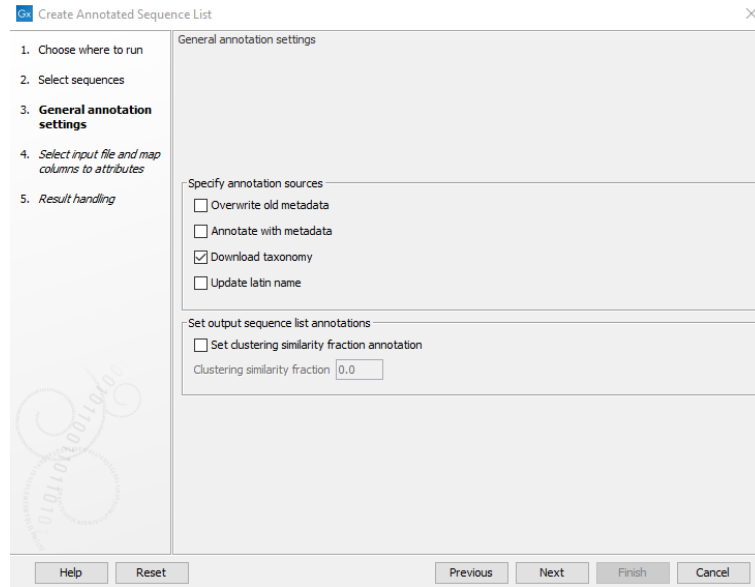 Gx Create Annotated Sequence List
1. Choose where to run
2. Select sequences
3. General annotation
settings
4. Select input file and map
columns to attributes
5. Result handling
General annotation settings
Specify annotation sources
Overwrite old metadata
Annotate with metadata
Download taxonomy
Update latin name
Set output sequence list annotations
Set clustering similarity fraction annotation
Clustering similarity fraction 0.0
Help Reset Previous Next Finish Cancel